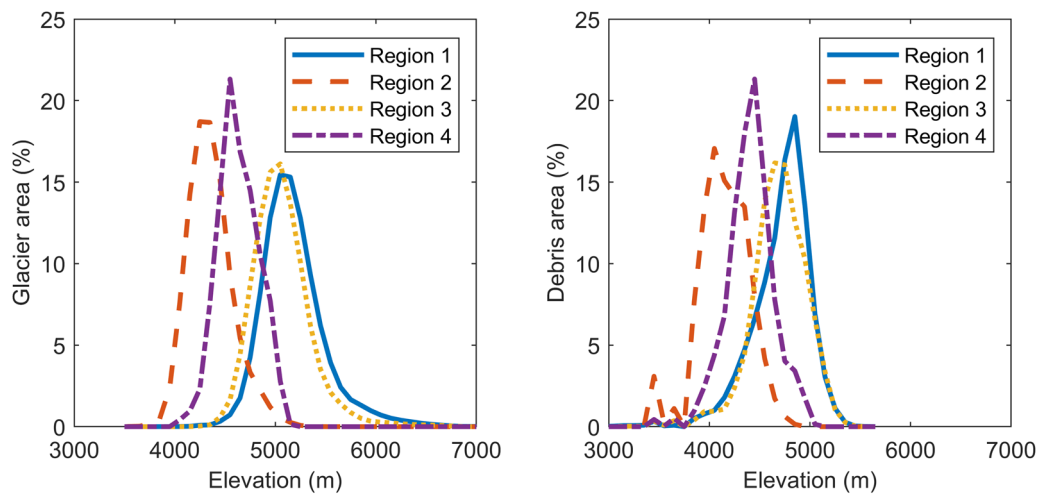 25
20
15
10
5
0
Glacier area (%)
3000 4000 5000 6000 7000
Elevation (m)
Region 1
Region 2
Region 3
Region 4
25
20
15
10
5
0
Debris area (%)
3000 4000 5000 6000 7000
Elevation (m)
Region 1
Region 2
Region 3
Region 4